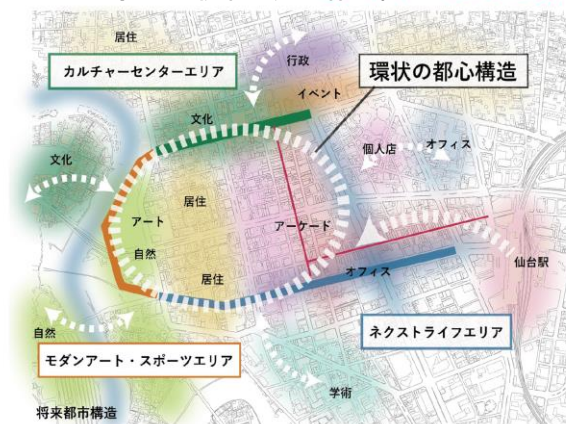 居住
カルチャーセンターエリア
行政
環状の都心構造
イベント
文化
文化
個人店
オフィス
居住
アート
アーケード
自然
仙台駅
居住
オフィス
自然
ネクストライフエリア
モダンアート・スポーツエリア
学術
将来都市構造